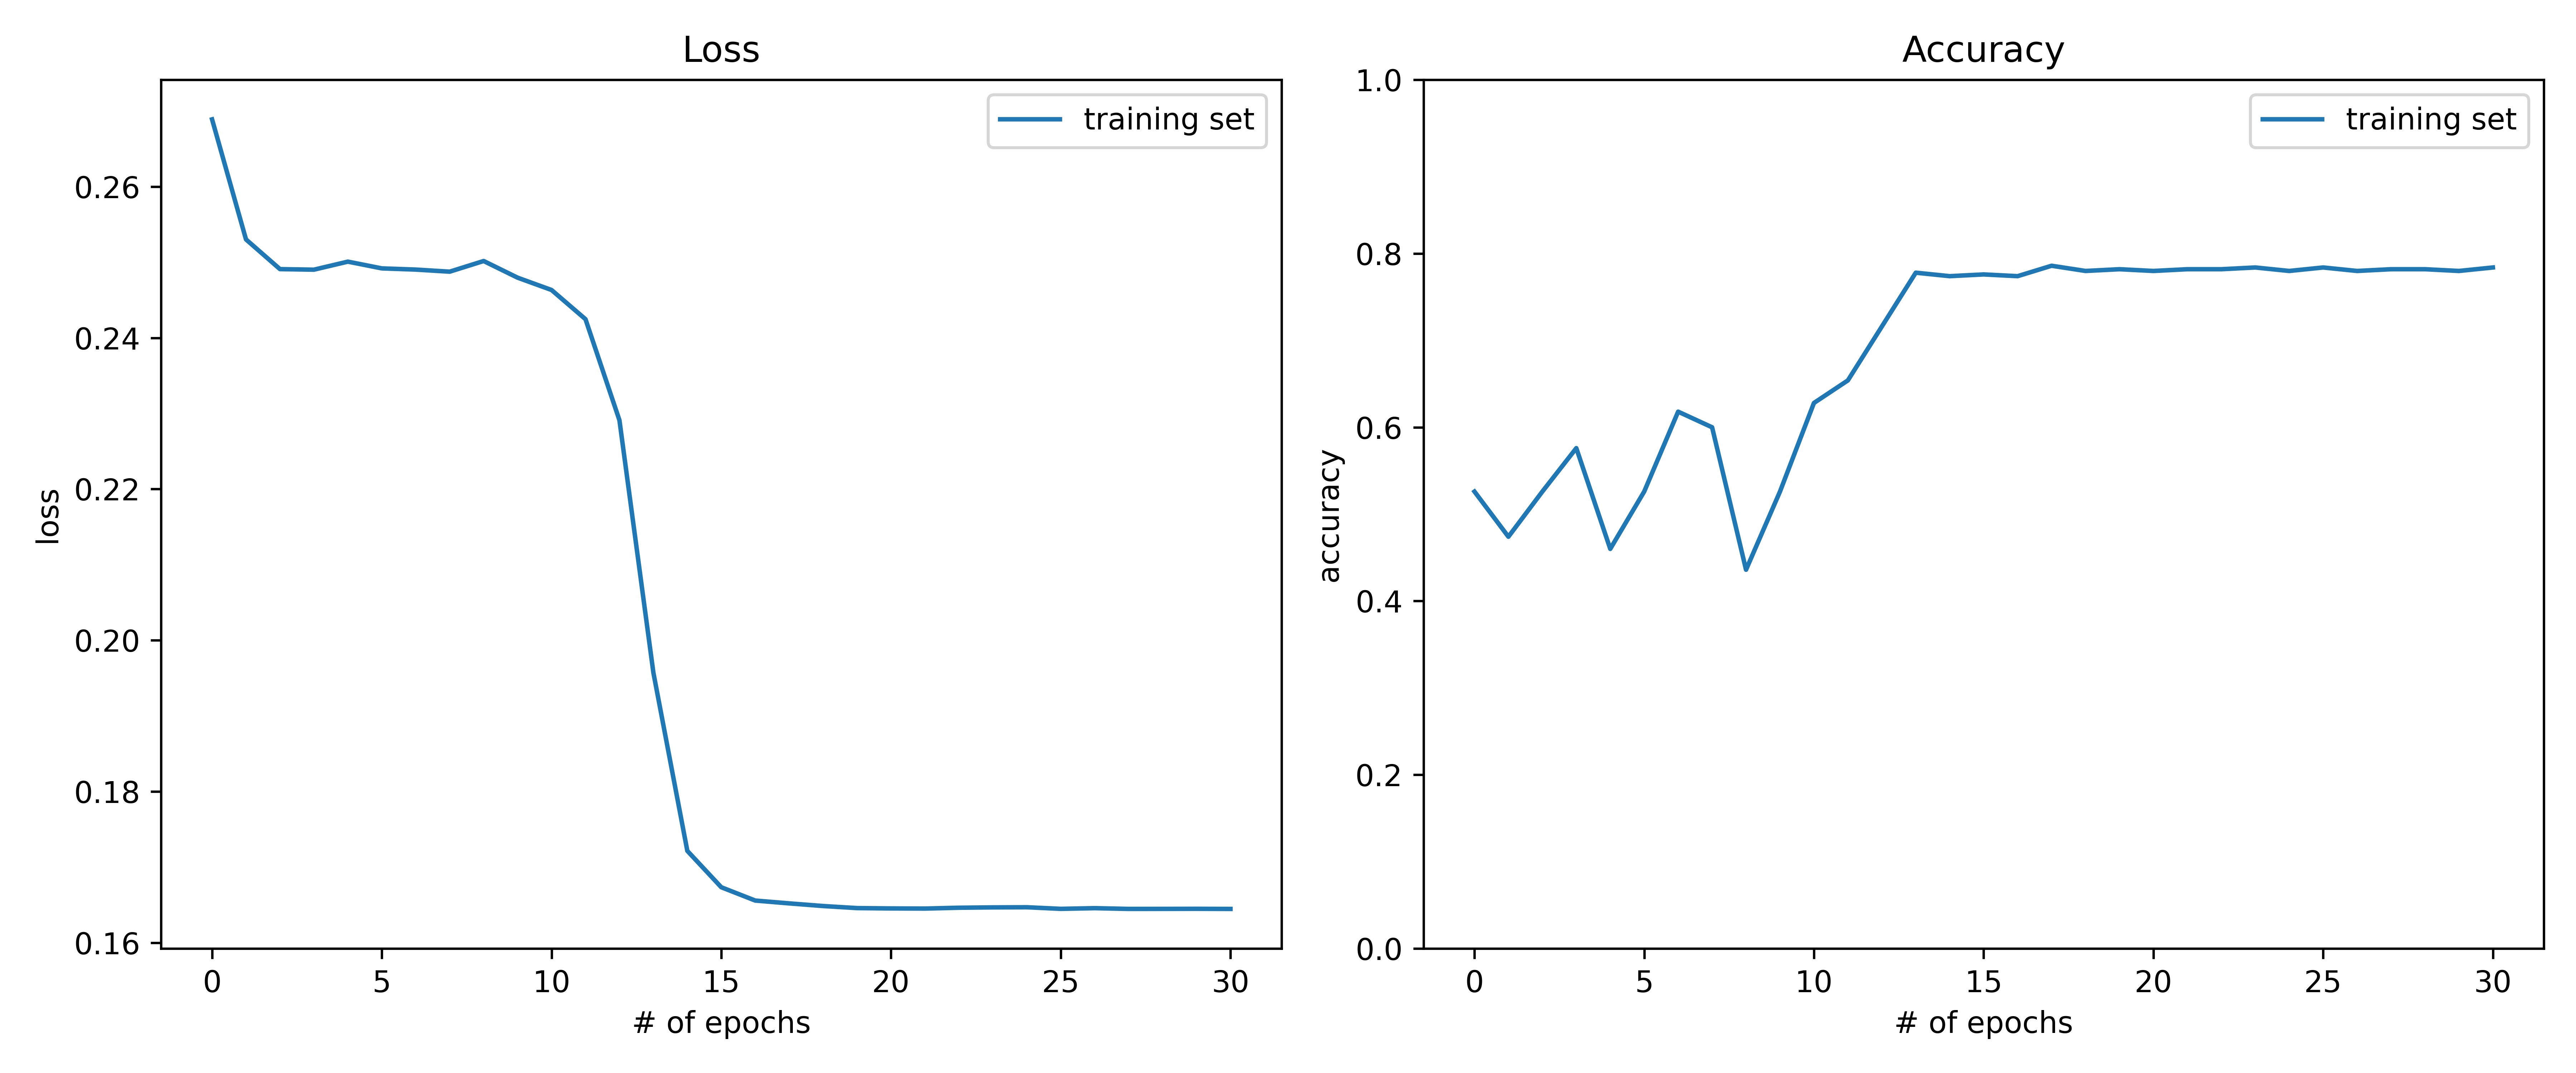 Loss
training set
0.26
0.24
0.22
0.20
0.18
0.16
loss
0 5 10 15 20 25 30
# of epochs
Accuracy
training set
1.0
0.8
0.6
0.4
0.2
0.0
accuracy
0 5 10 15 20 25 30
# of epochs